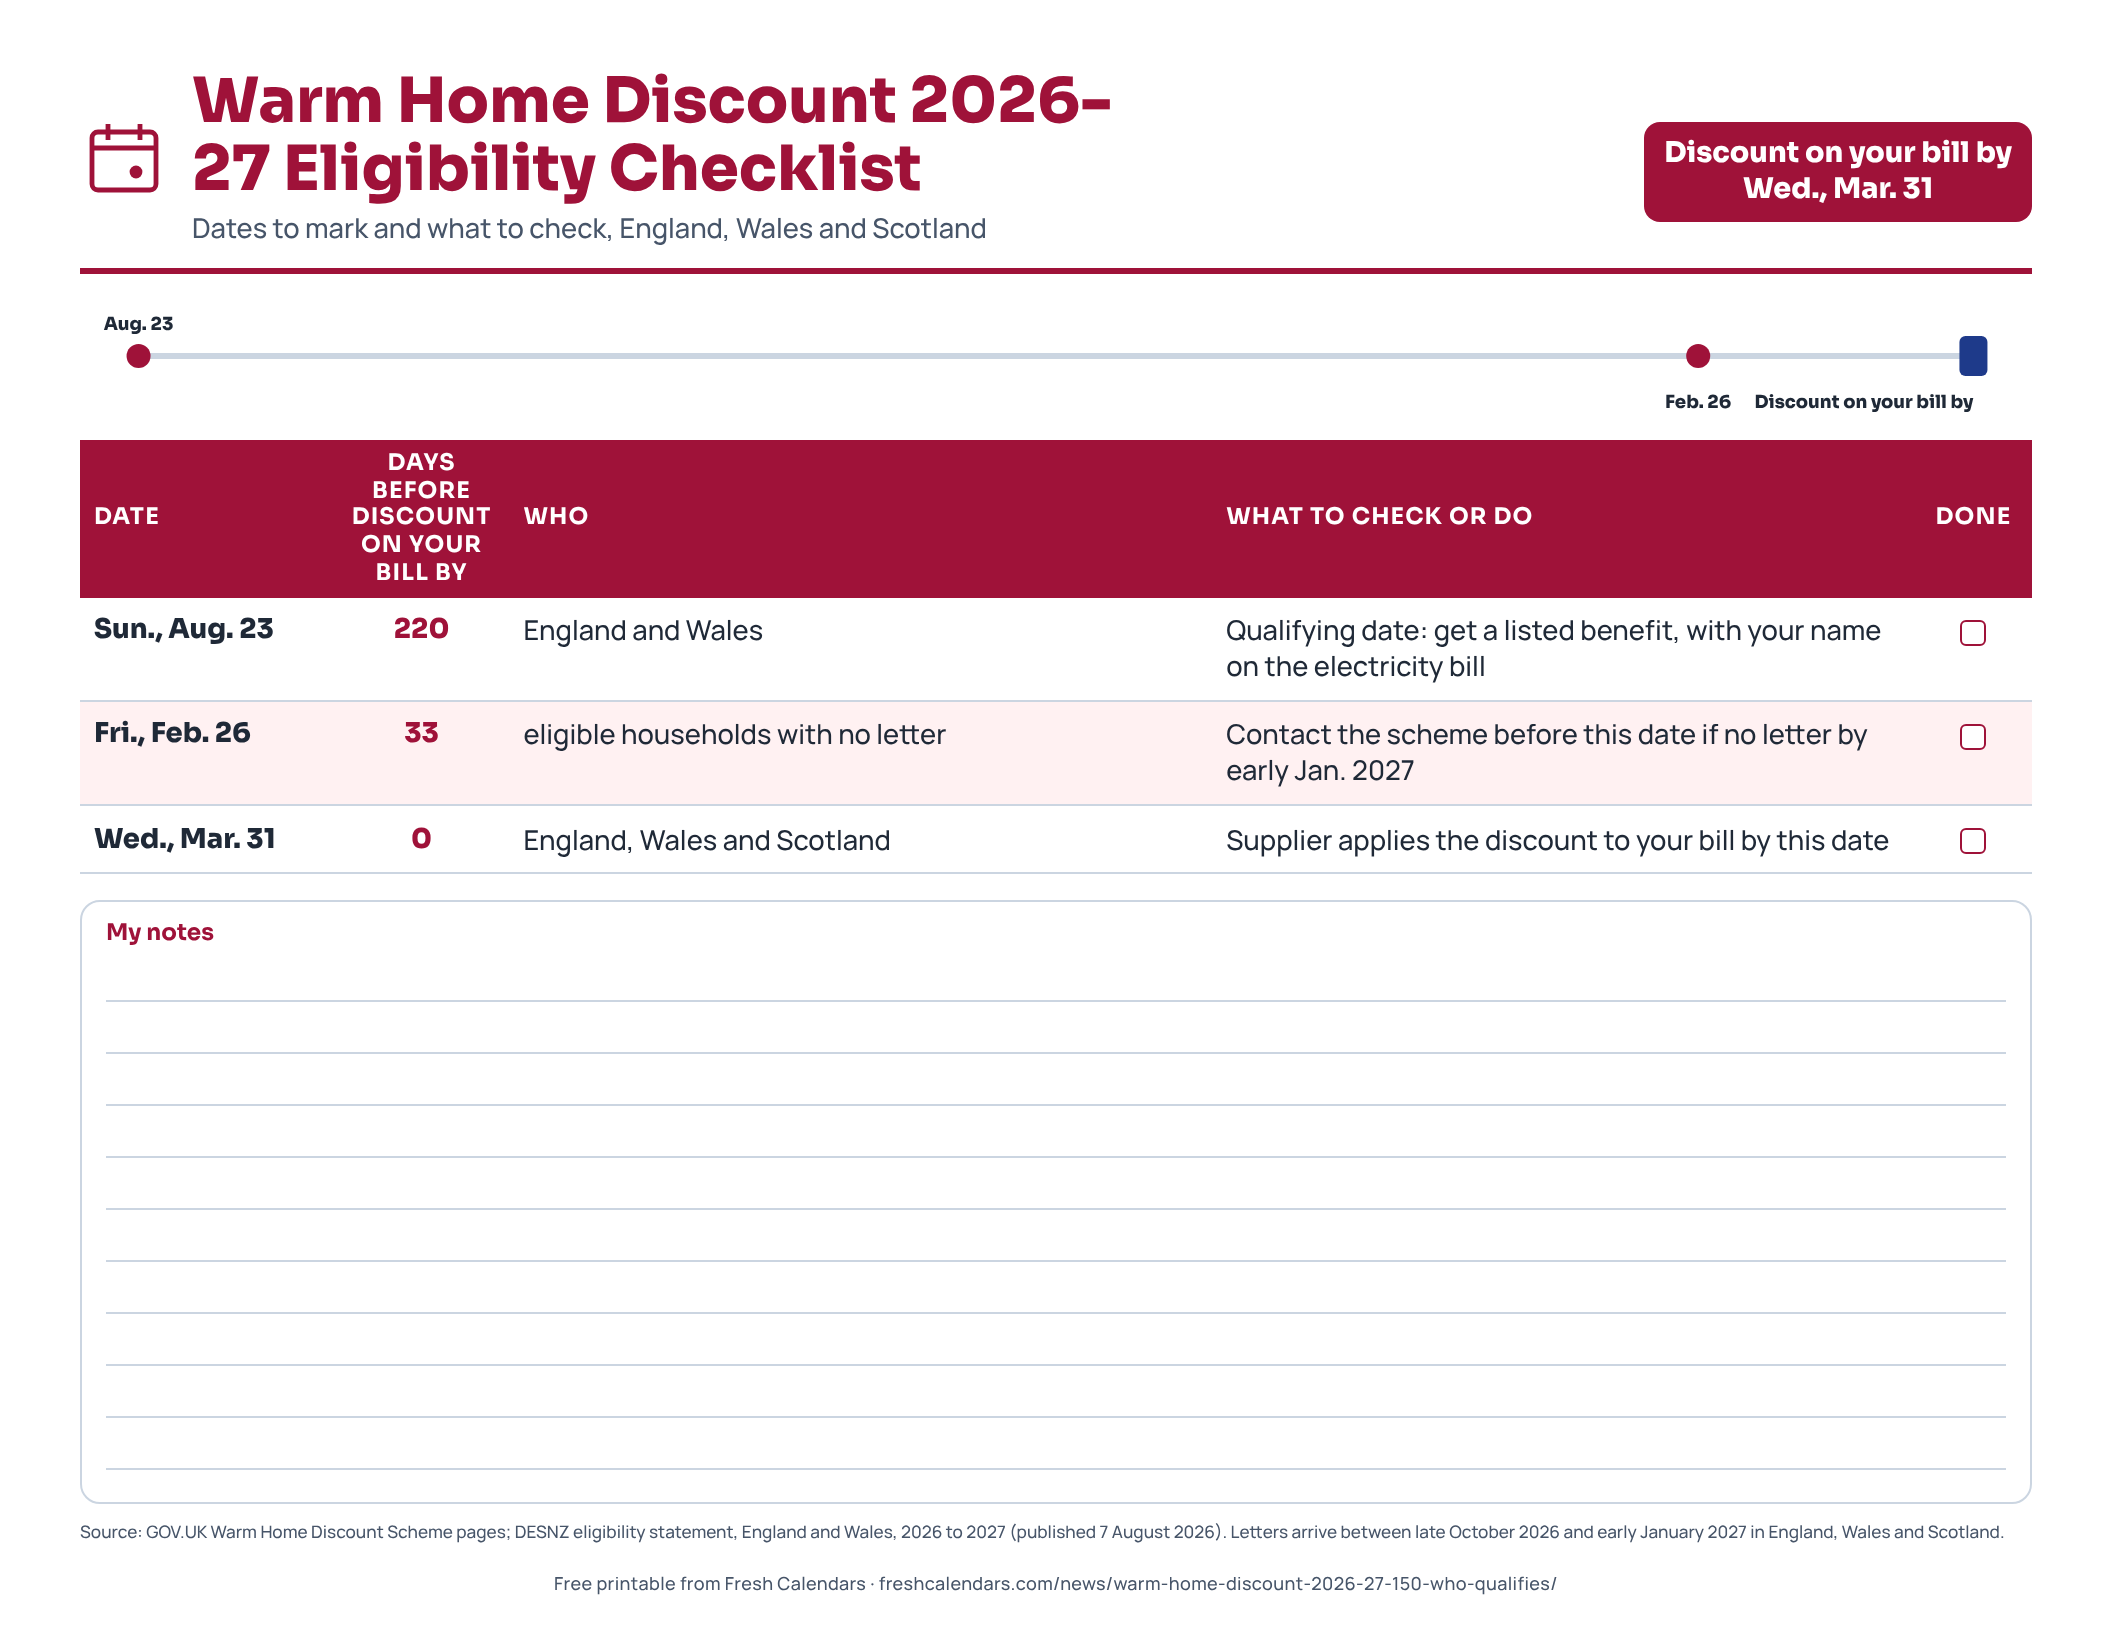 Warm Home Discount 2026–
27 Eligibility Checklist
Dates to mark and what to check, England, Wales and Scotland
Discount on your bill by
Wed., Mar. 31
Aug. 23
Feb. 26
Discount on your bill by
DATE
DAYS
BEFORE
DISCOUNT
ON YOUR
BILL BY
WHO
WHAT TO CHECK OR DO
DONE
Sun., Aug. 23
220
England and Wales
Qualifying date: get a listed benefit, with your name
on the electricity bill
Fri., Feb. 26
33
eligible households with no letter
Contact the scheme before this date if no letter by
early Jan. 2027
Wed., Mar. 31
0
England, Wales and Scotland
Supplier applies the discount to your bill by this date
My notes
Source: GOV.UK Warm Home Discount Scheme pages; DESNZ eligibility statement, England and Wales, 2026 to 2027 (published 7 August 2026). Letters arrive between late October 2026 and early January 2027 in England, Wales and Scotland.
Free printable from Fresh Calendars · freshcalendars.com/news/warm-home-discount-2026-27-150-who-qualifies/